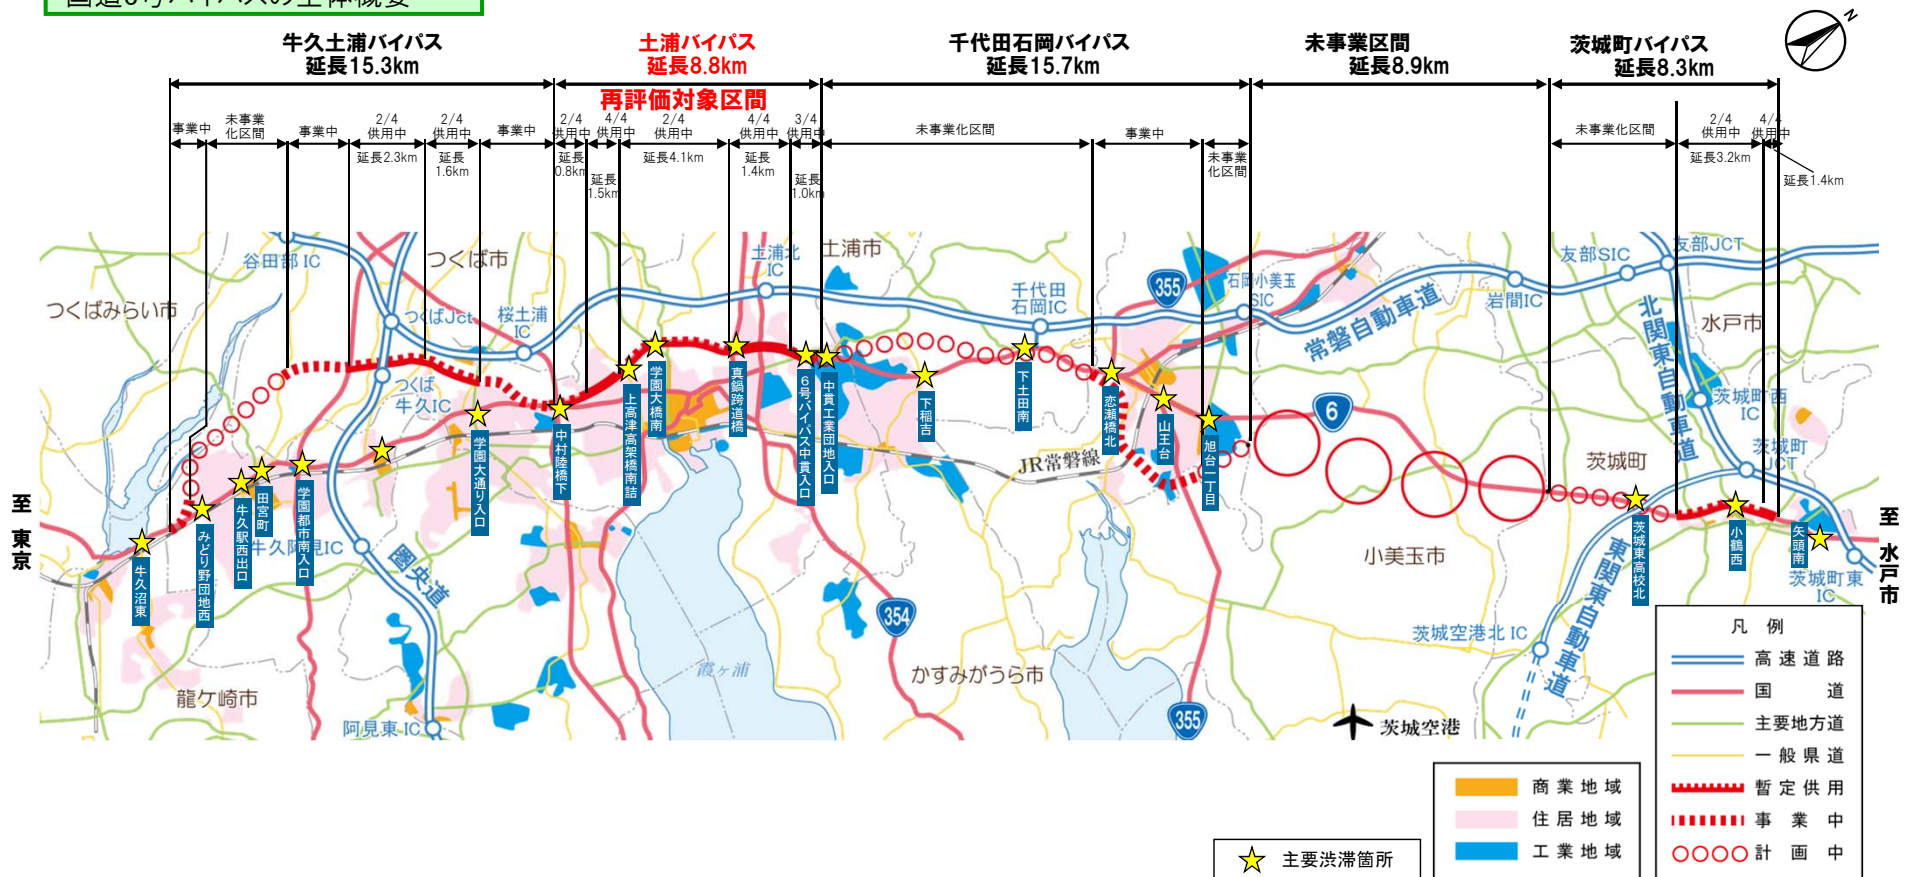 国道6号バイパスの全体概要
牛久土浦バイパス
延長15.3km
土浦バイパス
延長8.8km
再評価対象区間
千代田石岡バイパス
延長15.7km
未事業区間
延長8.9km
茨城町バイパス
延長8.3km
N
事業中
未事業
化区間
事業中
2/4
供用中
延長2.3km
2/4
供用中
延長
1.6km
事業中
2/4
供用中
延長
0.8km
4/4
供用中
延長
1.5km
2/4
供用中
延長4.1km
4/4
供用中
延長
1.4km
3/4
供用中
延長
1.0km
未事業化区間
事業中
未事業
化区間
未事業化区間
2/4
供用中
延長3.2km
4/4
供用中
延長1.4km
谷田部 IC
つくば市
つくばみらい市
つくばJct
桜土浦
IC
土浦北
IC
土浦市
千代田
石岡IC
355
石岡小美玉
SIC
常磐自動車道
岩間IC
友部SIC
友部JCT
北関東自動車道
水戸市
茨城町西
IC
茨城町
JCT
つくば
牛久IC
学園大橋南
真鍋跨道橋
上高津高架橋南詰
6号バイパス中貫入口
中貫工業団地入口
下稲吉
下土田南
恋瀬橋北
山王台
旭台一丁目
6
JR常磐線
茨城町
至 東京
牛久沼東
みどり野団地西
牛久駅西出口
田宮町
学園都市南入口
牛久阿見IC
圏央道
学園大通り入口
中村陸橋下
小美玉市
茨城東高校北
小鶴西
矢頭南
茨城町東
IC
至 水戸市
東関東自動車道
茨城空港北 IC
354
霞ヶ浦
かすみがうら市
355
茨城空港
龍ケ崎市
阿見東 IC
凡 例
高速道路
国 道
主要地方道
一般県道
暫定供用
事 業 中
計 画 中
商業地域
住居地域
工業地域
主要渋滞箇所